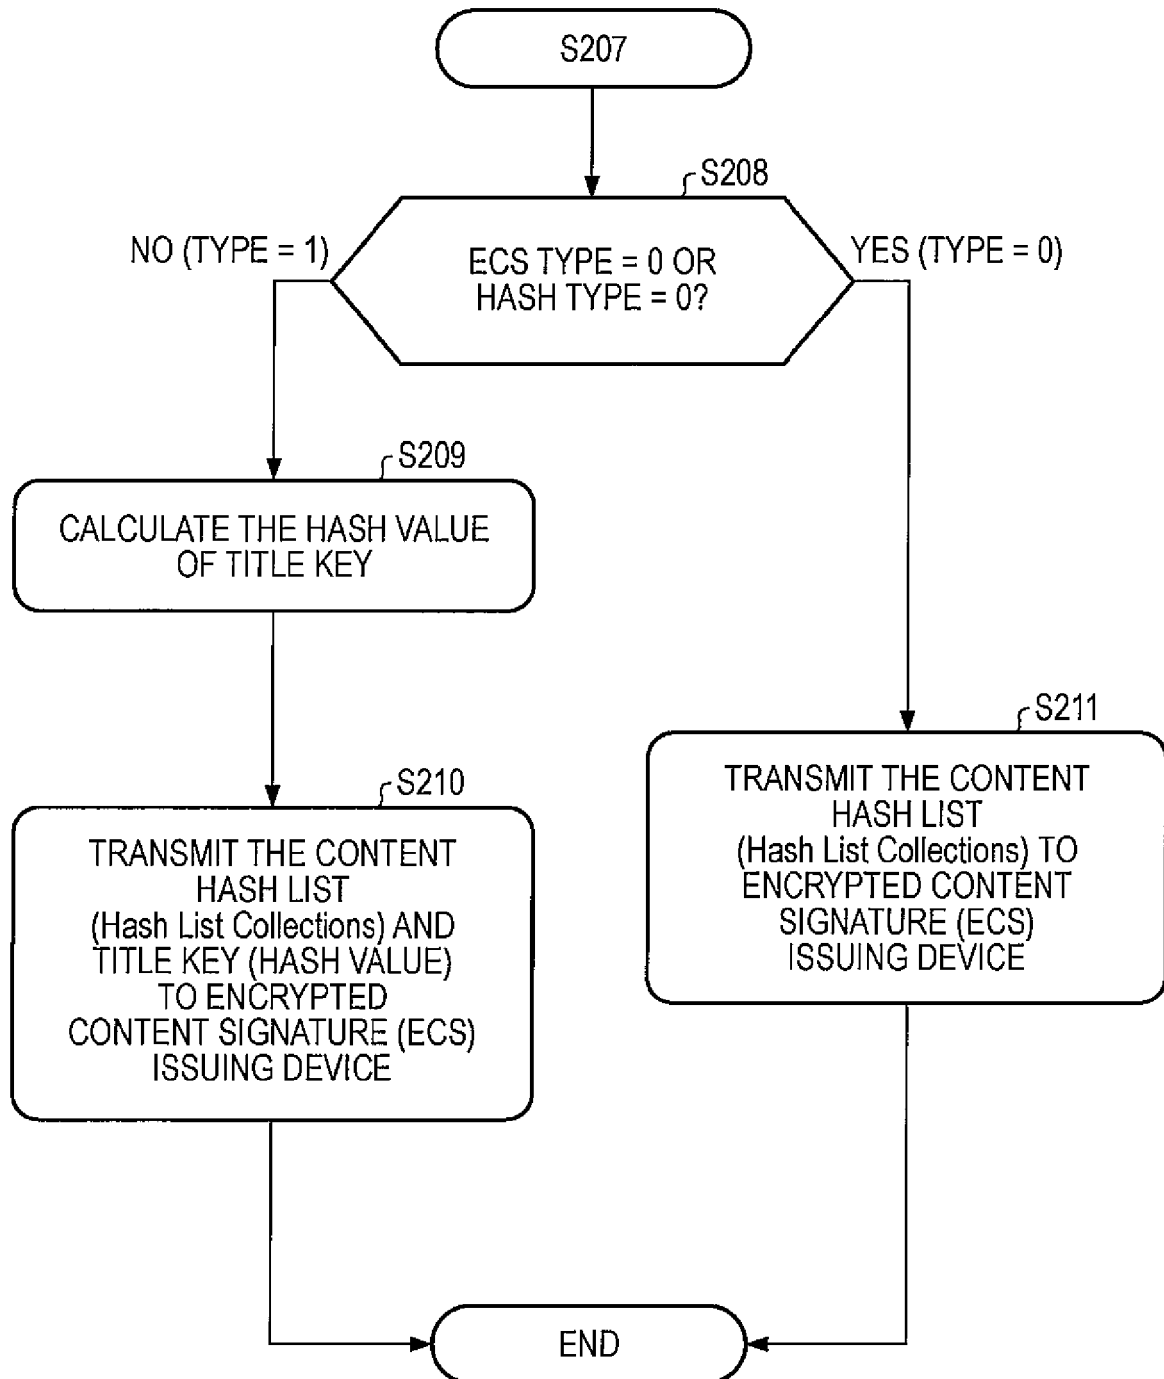 S207
S208
NO (TYPE = 1)
YES (TYPE = 0)
ECS TYPE = 0 OR
HASH TYPE = 0?
S209
CALCULATE THE HASH VALUE
OF TITLE KEY
S211
TRANSMIT THE CONTENT
HASH LIST
(Hash List Collections) TO
ENCRYPTED CONTENT
SIGNATURE (ECS)
ISSUING DEVICE
S210
TRANSMIT THE CONTENT
HASH LIST
(Hash List Collections) AND
TITLE KEY (HASH VALUE)
TO ENCRYPTED
CONTENT SIGNATURE (ECS)
ISSUING DEVICE
END